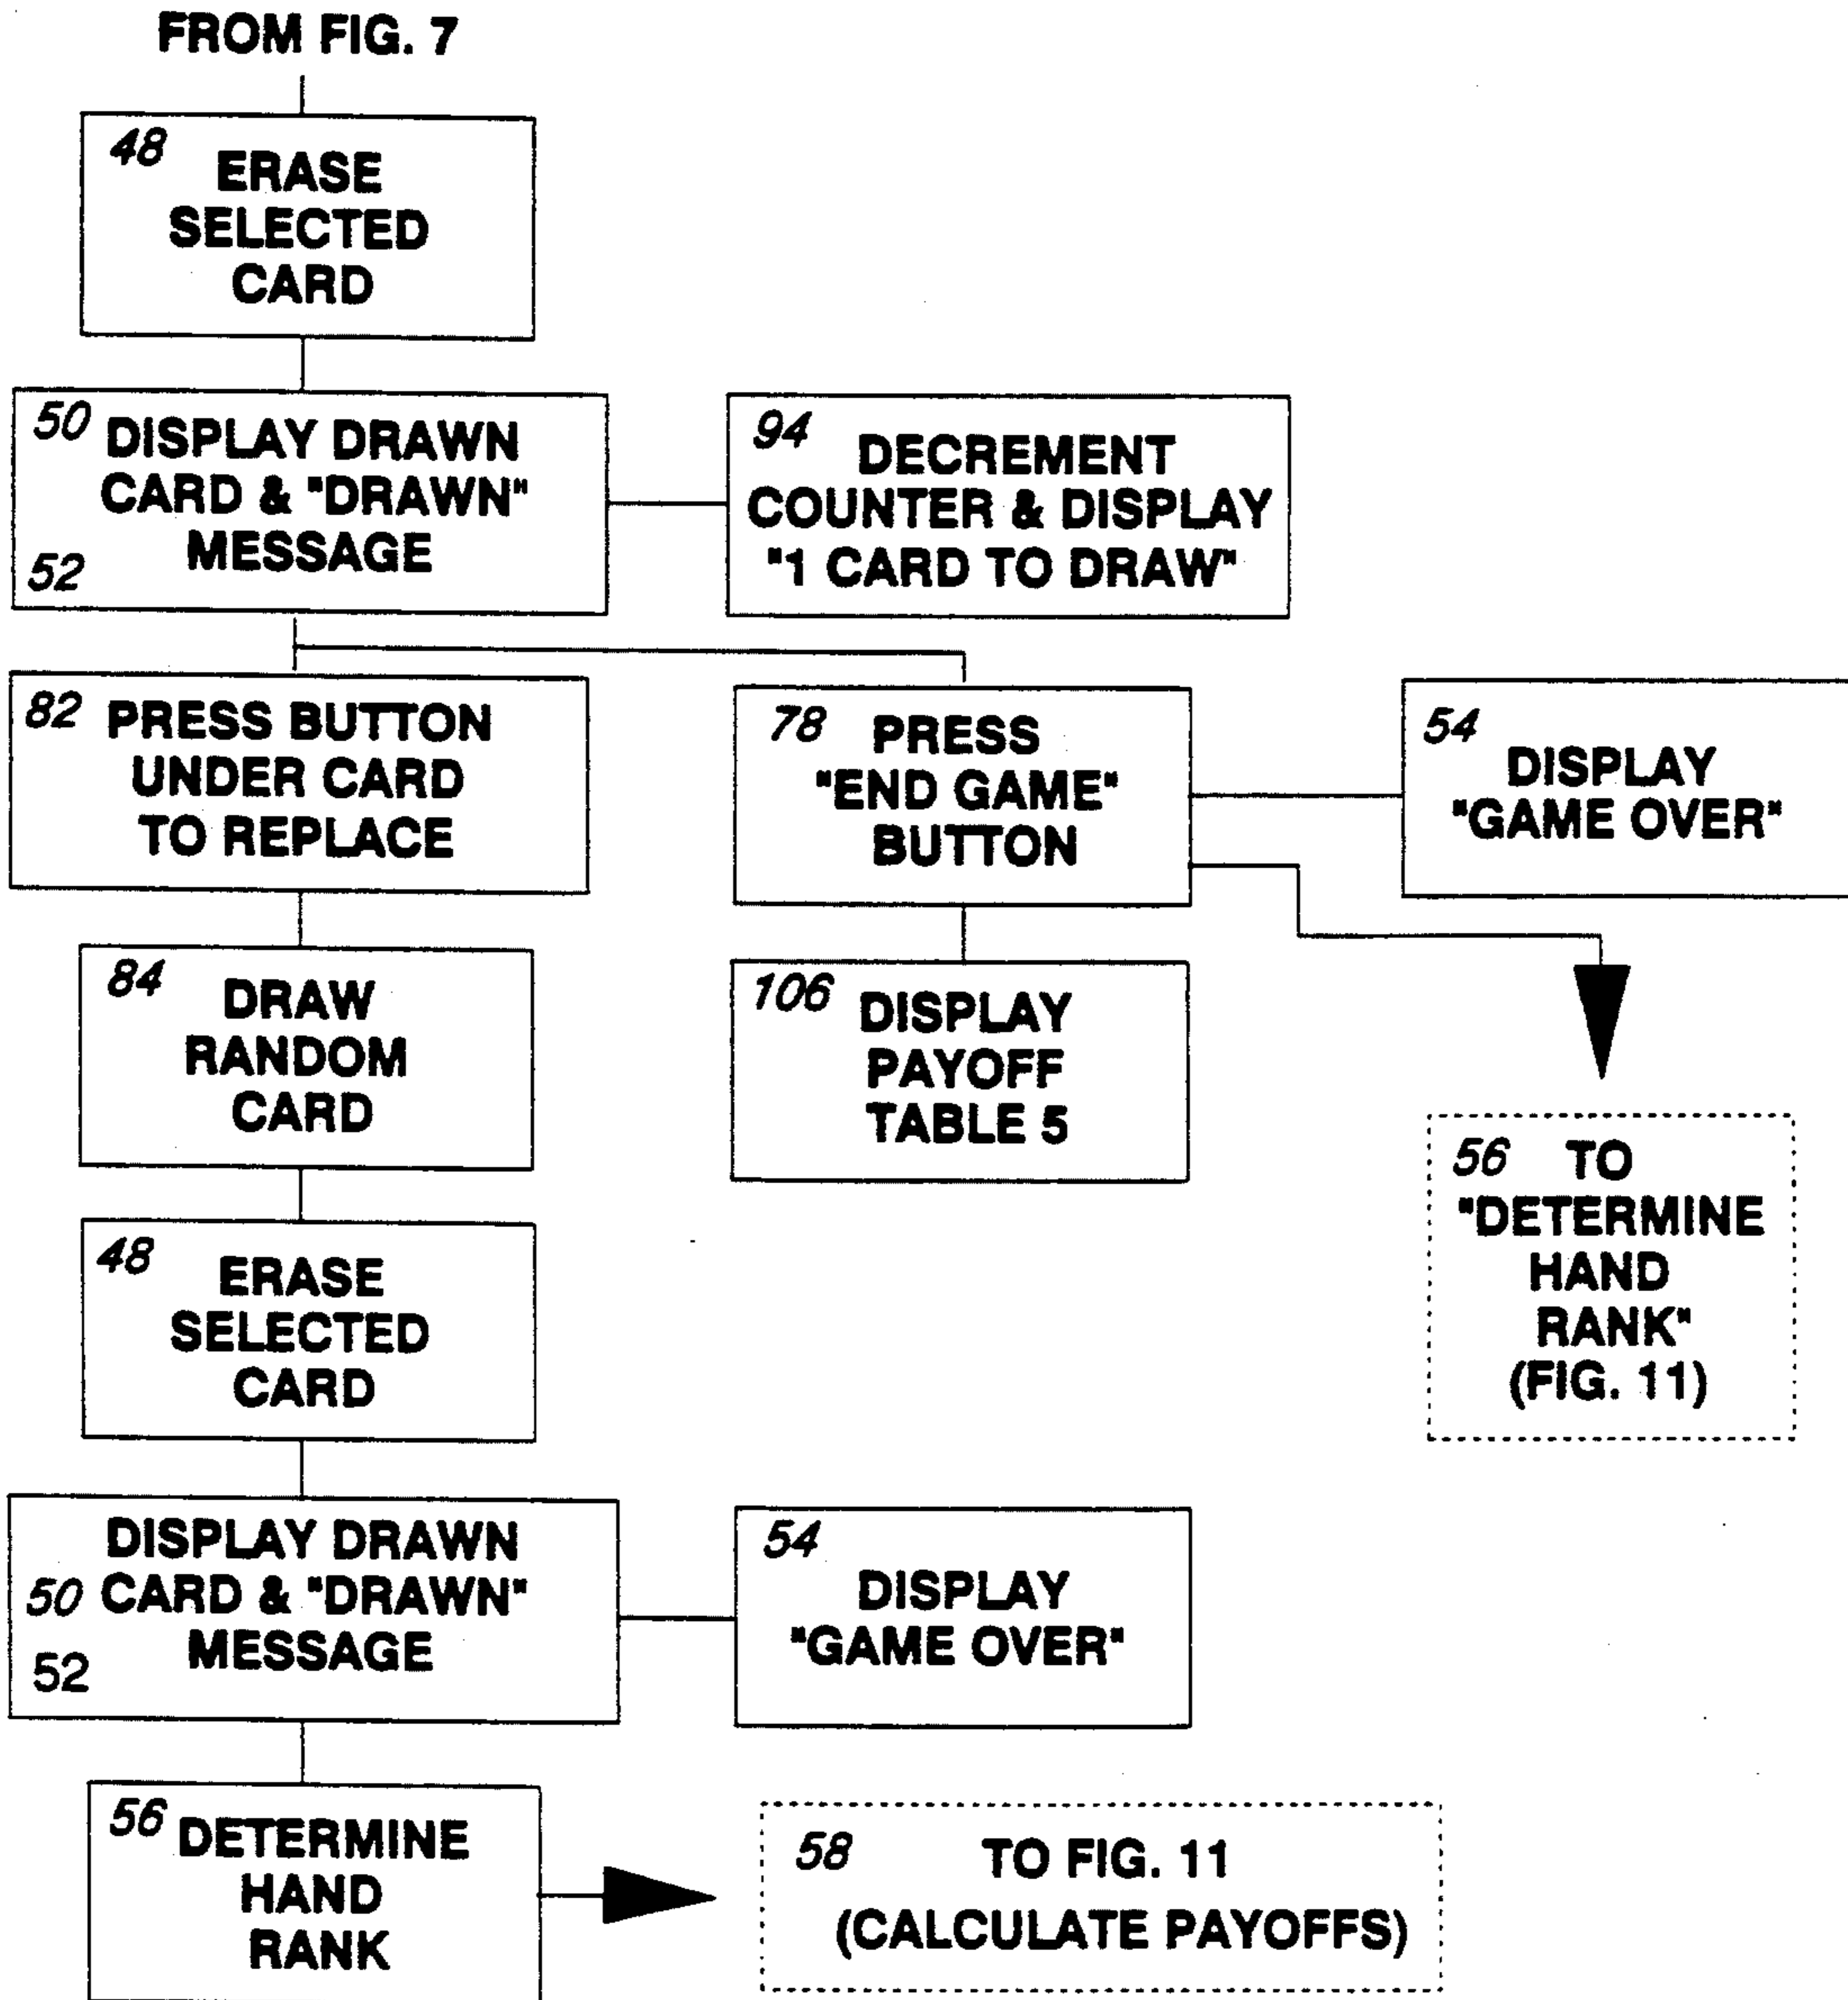 FROM FIG. 7
48 ERASE
SELECTED
CARD
50 DISPLAY DRAWN
CARD & "DRAWN"
52 MESSAGE
94 DECREMENT
COUNTER & DISPLAY
"1 CARD TO DRAW"
82 PRESS BUTTON
UNDER CARD
TO REPLACE
78 PRESS
"END GAME"
BUTTON
54 DISPLAY
"GAME OVER"
84 DRAW
RANDOM
CARD
106 DISPLAY
PAYOFF
TABLE 5
56 TO
"DETERMINE
HAND
RANK"
(FIG. 11)
48 ERASE
SELECTED
CARD
DISPLAY DRAWN
50 CARD & "DRAWN"
52 MESSAGE
54 DISPLAY
"GAME OVER"
56 DETERMINE
HAND
RANK
58 TO FIG. 11
(CALCULATE PAYOFFS)